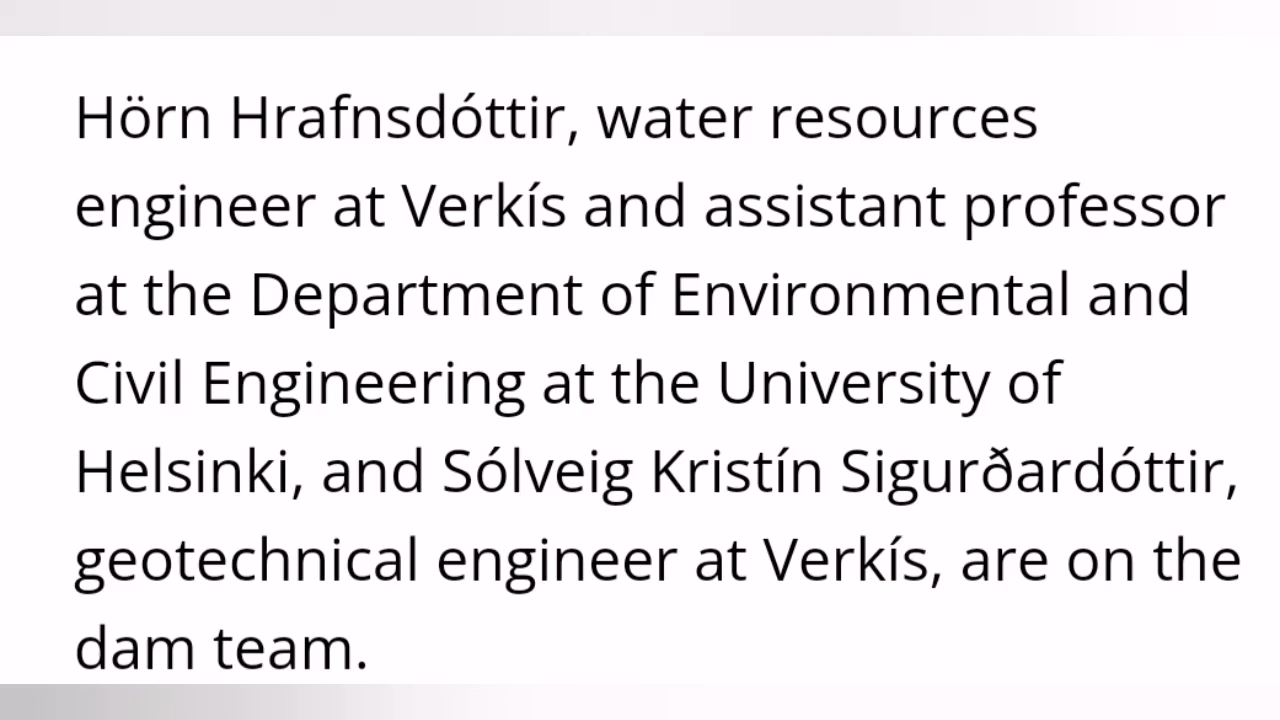 Hörn Hrafnsdóttir, water resources
engineer at Verkís and assistant professor
at the Department of Environmental and
Civil Engineering at the University of
Helsinki, and Sólveig Kristín Sigurðardóttir,
geotechnical engineer at Verkís, are on the
dam team.